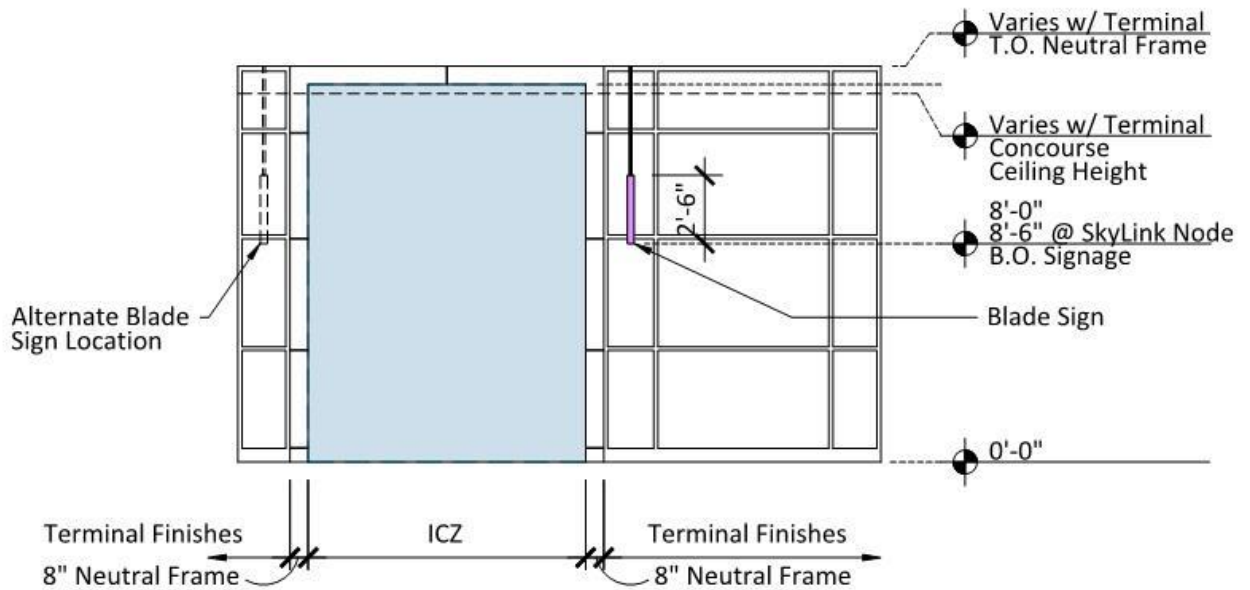 Varies w/ Terminal
T.O. Neutral Frame
Varies w/ Terminal
Concourse
Ceiling Height
2'-6"
8'-0"
8'-6" @ SkyLink Node
B.O. Signage
Alternate Blade
Sign Location
Blade Sign
0'-0"
Terminal Finishes
ICZ
Terminal Finishes
8" Neutral Frame
8" Neutral Frame